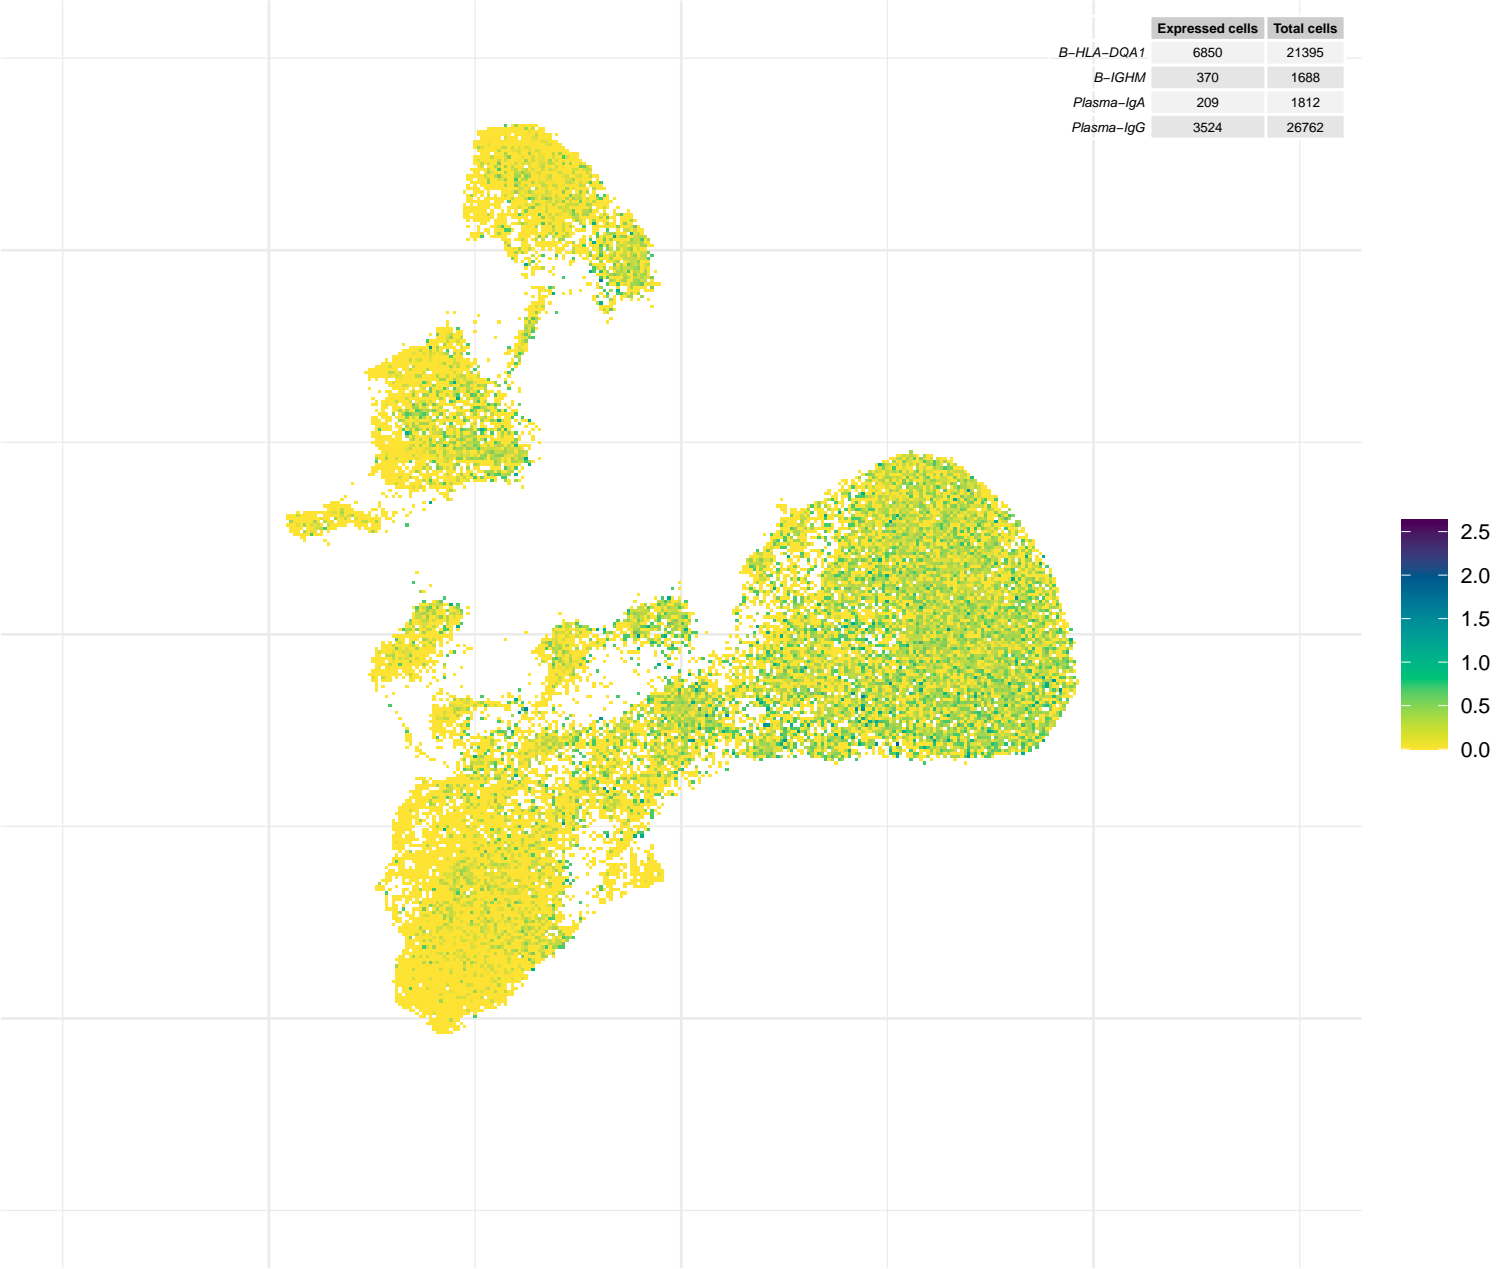 Expressed cells Total cells
B−HLA−DQA1 6850 21395
B−IGHM 370 1688
Plasma−IgA 209 1812
Plasma−IgG 3524 26762
2.5
2.0
1.5
1.0
0.5
0.0